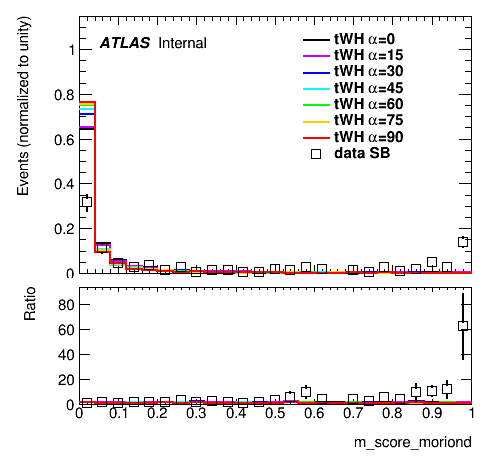 ATLAS Internal
tWH α=0
tWH α=15
tWH α=30
tWH α=45
tWH α=60
tWH α=75
tWH α=90
data SB
Events (normalized to unity)
1
0.8
0.6
0.4
0.2
0
Ratio
80
60
40
20
0
0 0.1 0.2 0.3 0.4 0.5 0.6 0.7 0.8 0.9 1
m_score_moriond